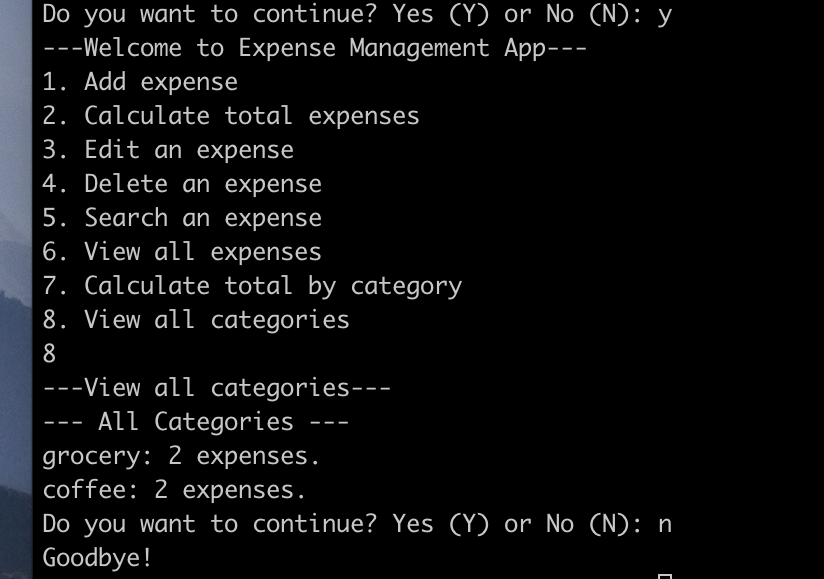 Do you want to continue? Yes (Y) or No (N): y
---Welcome to Expense Management App---
1. Add expense
2. Calculate total expenses
3. Edit an expense
4. Delete an expense
5. Search an expense
6. View all expenses
7. Calculate total by category
8. View all categories
8
---View all categories---
--- All Categories ---
grocery: 2 expenses.
coffee: 2 expenses.
Do you want to continue? Yes (Y) or No (N): n
Goodbye!